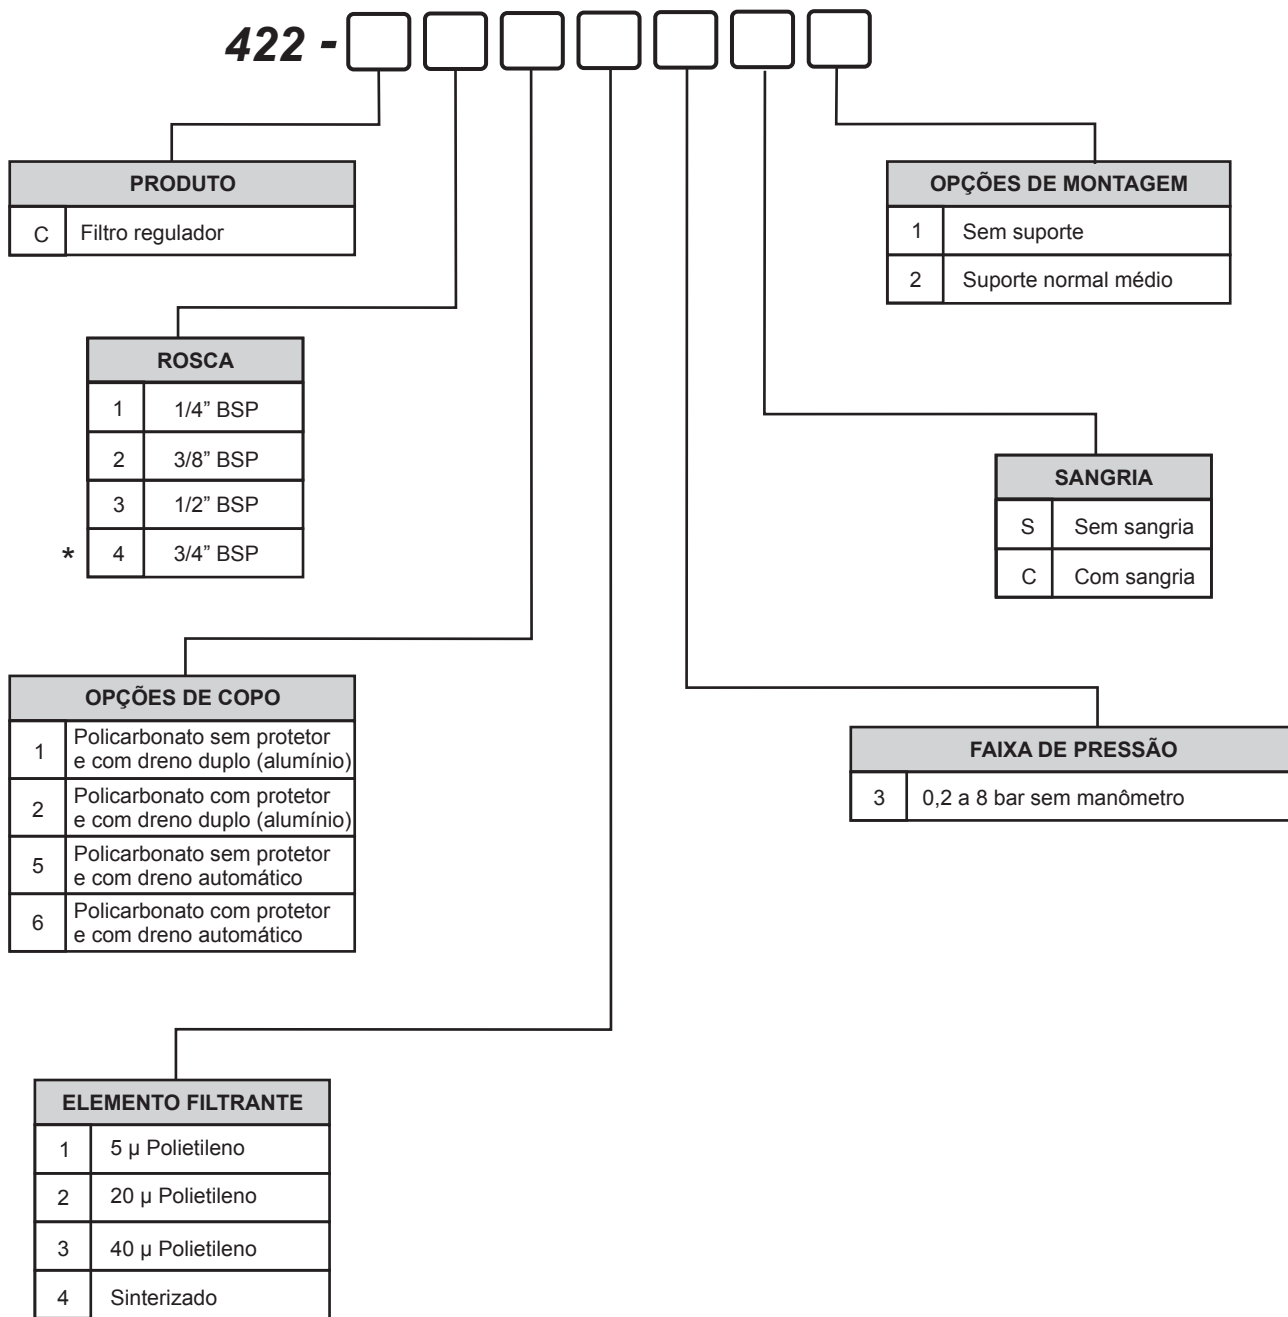 422 -
PRODUTO
C Filtro regulador
OPÇÕES DE MONTAGEM
1 Sem suporte
2 Suporte normal médio
ROSCA
1 1/4” BSP
2 3/8” BSP
3 1/2” BSP
* 4 3/4” BSP
SANGRIA
S Sem sangria
C Com sangria
OPÇÕES DE COPO
1 Policarbonato sem protetor
e com dreno duplo (alumínio)
2 Policarbonato com protetor
e com dreno duplo (alumínio)
5 Policarbonato sem protetor
e com dreno automático
6 Policarbonato com protetor
e com dreno automático
FAIXA DE PRESSÃO
3 0,2 a 8 bar sem manômetro
ELEMENTO FILTRANTE
1 5 µ Polietileno
2 20 µ Polietileno
3 40 µ Polietileno
4 Sinterizado